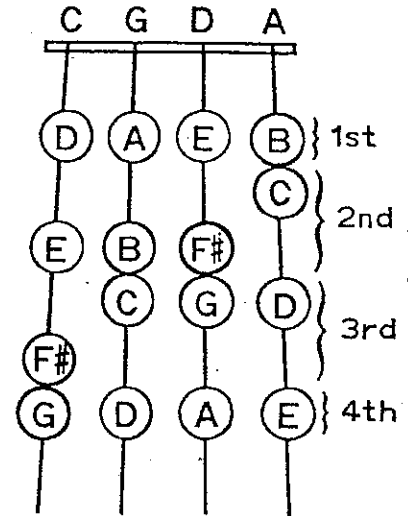 C G D A
D A E B } 1st
C
E B F# } 2nd
C G D
F# } 3rd
G D A E } 4th